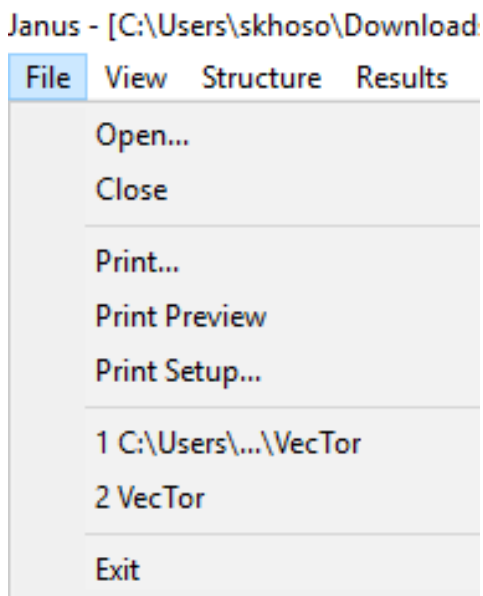 Janus - [C:\Users\skhoso\Download
File View Structure Results
Open...
Close
Print...
Print Preview
Print Setup...
1 C:\Users\...\VecTor
2 VecTor
Exit